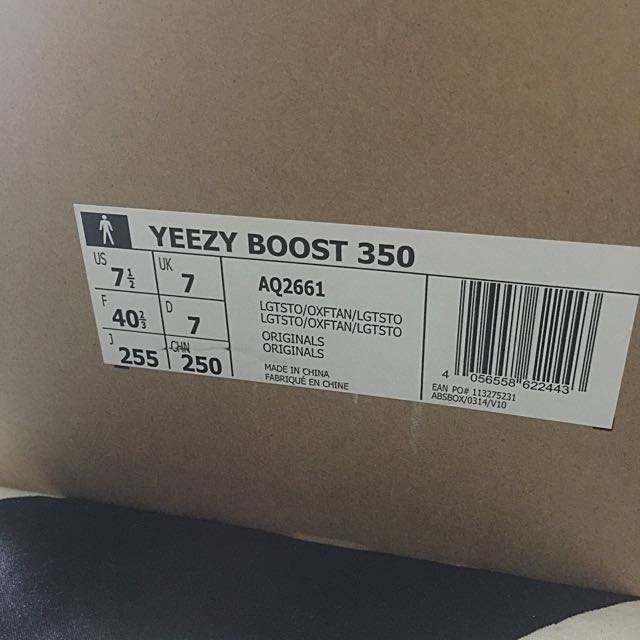 YEEZY BOOST 350
US 7½ UK 7
F 40⅔ D 7
J 255 CHN 250
AQ2661
LGTSTO/OXFTAN/LGTSTO
LGTSTO/OXFTAN/LGTSTO
ORIGINALS
ORIGINALS
MADE IN CHINA
FABRIQUÉ EN CHINE
4 056558 622443
EAN PO# 113275231
ABSBOX/0314/V10